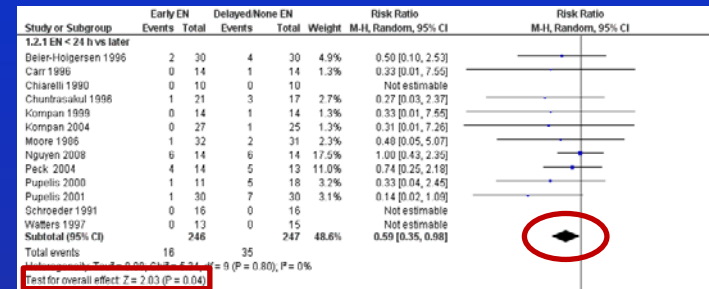 Early EN Delayed/None EN Risk Ratio Risk Ratio
Study or Subgroup Events Total Events Total Weight M-H, Random, 95% CI M-H, Random, 95% CI
1.2.1 EN < 24 h vs later
Beier-Holgersen 1996 2 30 4 30 4.9% 0.50 [0.10, 2.53]
Carr 1996 0 14 1 14 1.3% 0.33 [0.01, 7.55]
Chiarelli 1990 0 10 0 10 Not estimable
Chuntrasakul 1996 1 21 3 17 2.7% 0.27 [0.03, 2.37]
Kompan 1999 0 14 1 14 1.3% 0.33 [0.01, 7.55]
Kompan 2004 0 27 1 25 1.3% 0.31 [0.01, 7.26]
Moore 1986 1 32 2 31 2.3% 0.48 [0.05, 5.07]
Nguyen 2008 6 14 6 14 17.5% 1.00 [0.43, 2.35]
Peck 2004 4 14 5 13 11.0% 0.74 [0.25, 2.18]
Pupelis 2000 1 11 5 18 3.2% 0.33 [0.04, 2.45]
Pupelis 2001 1 30 7 30 3.1% 0.14 [0.02, 1.09]
Schroeder 1991 0 16 0 16 Not estimable
Watters 1997 0 13 0 15 Not estimable
Subtotal (95% CI) 246 247 48.6% 0.59 [0.35, 0.98]
Total events 16 35
= 9 (P = 0.80); I² = 0%
Test for overall effect: Z = 2.03 (P = 0.04)